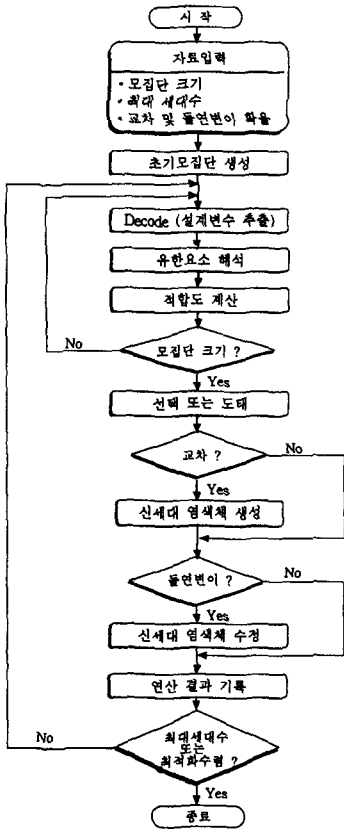 시 작
자료입력
· 모집단 크기
· 최대 세대수
· 교차 및 돌연변이 확율
초기모집단 생성
Decode (설계변수 추출)
유한요소 해석
적합도 계산
No
모집단 크기 ?
Yes
선택 또는 도태
교차 ?
No
Yes
신세대 염색체 생성
돌연변이 ?
No
Yes
신세대 염색체 수정
연산 결과 기록
No
최대세대수
또는
최적화수렴 ?
Yes
종료